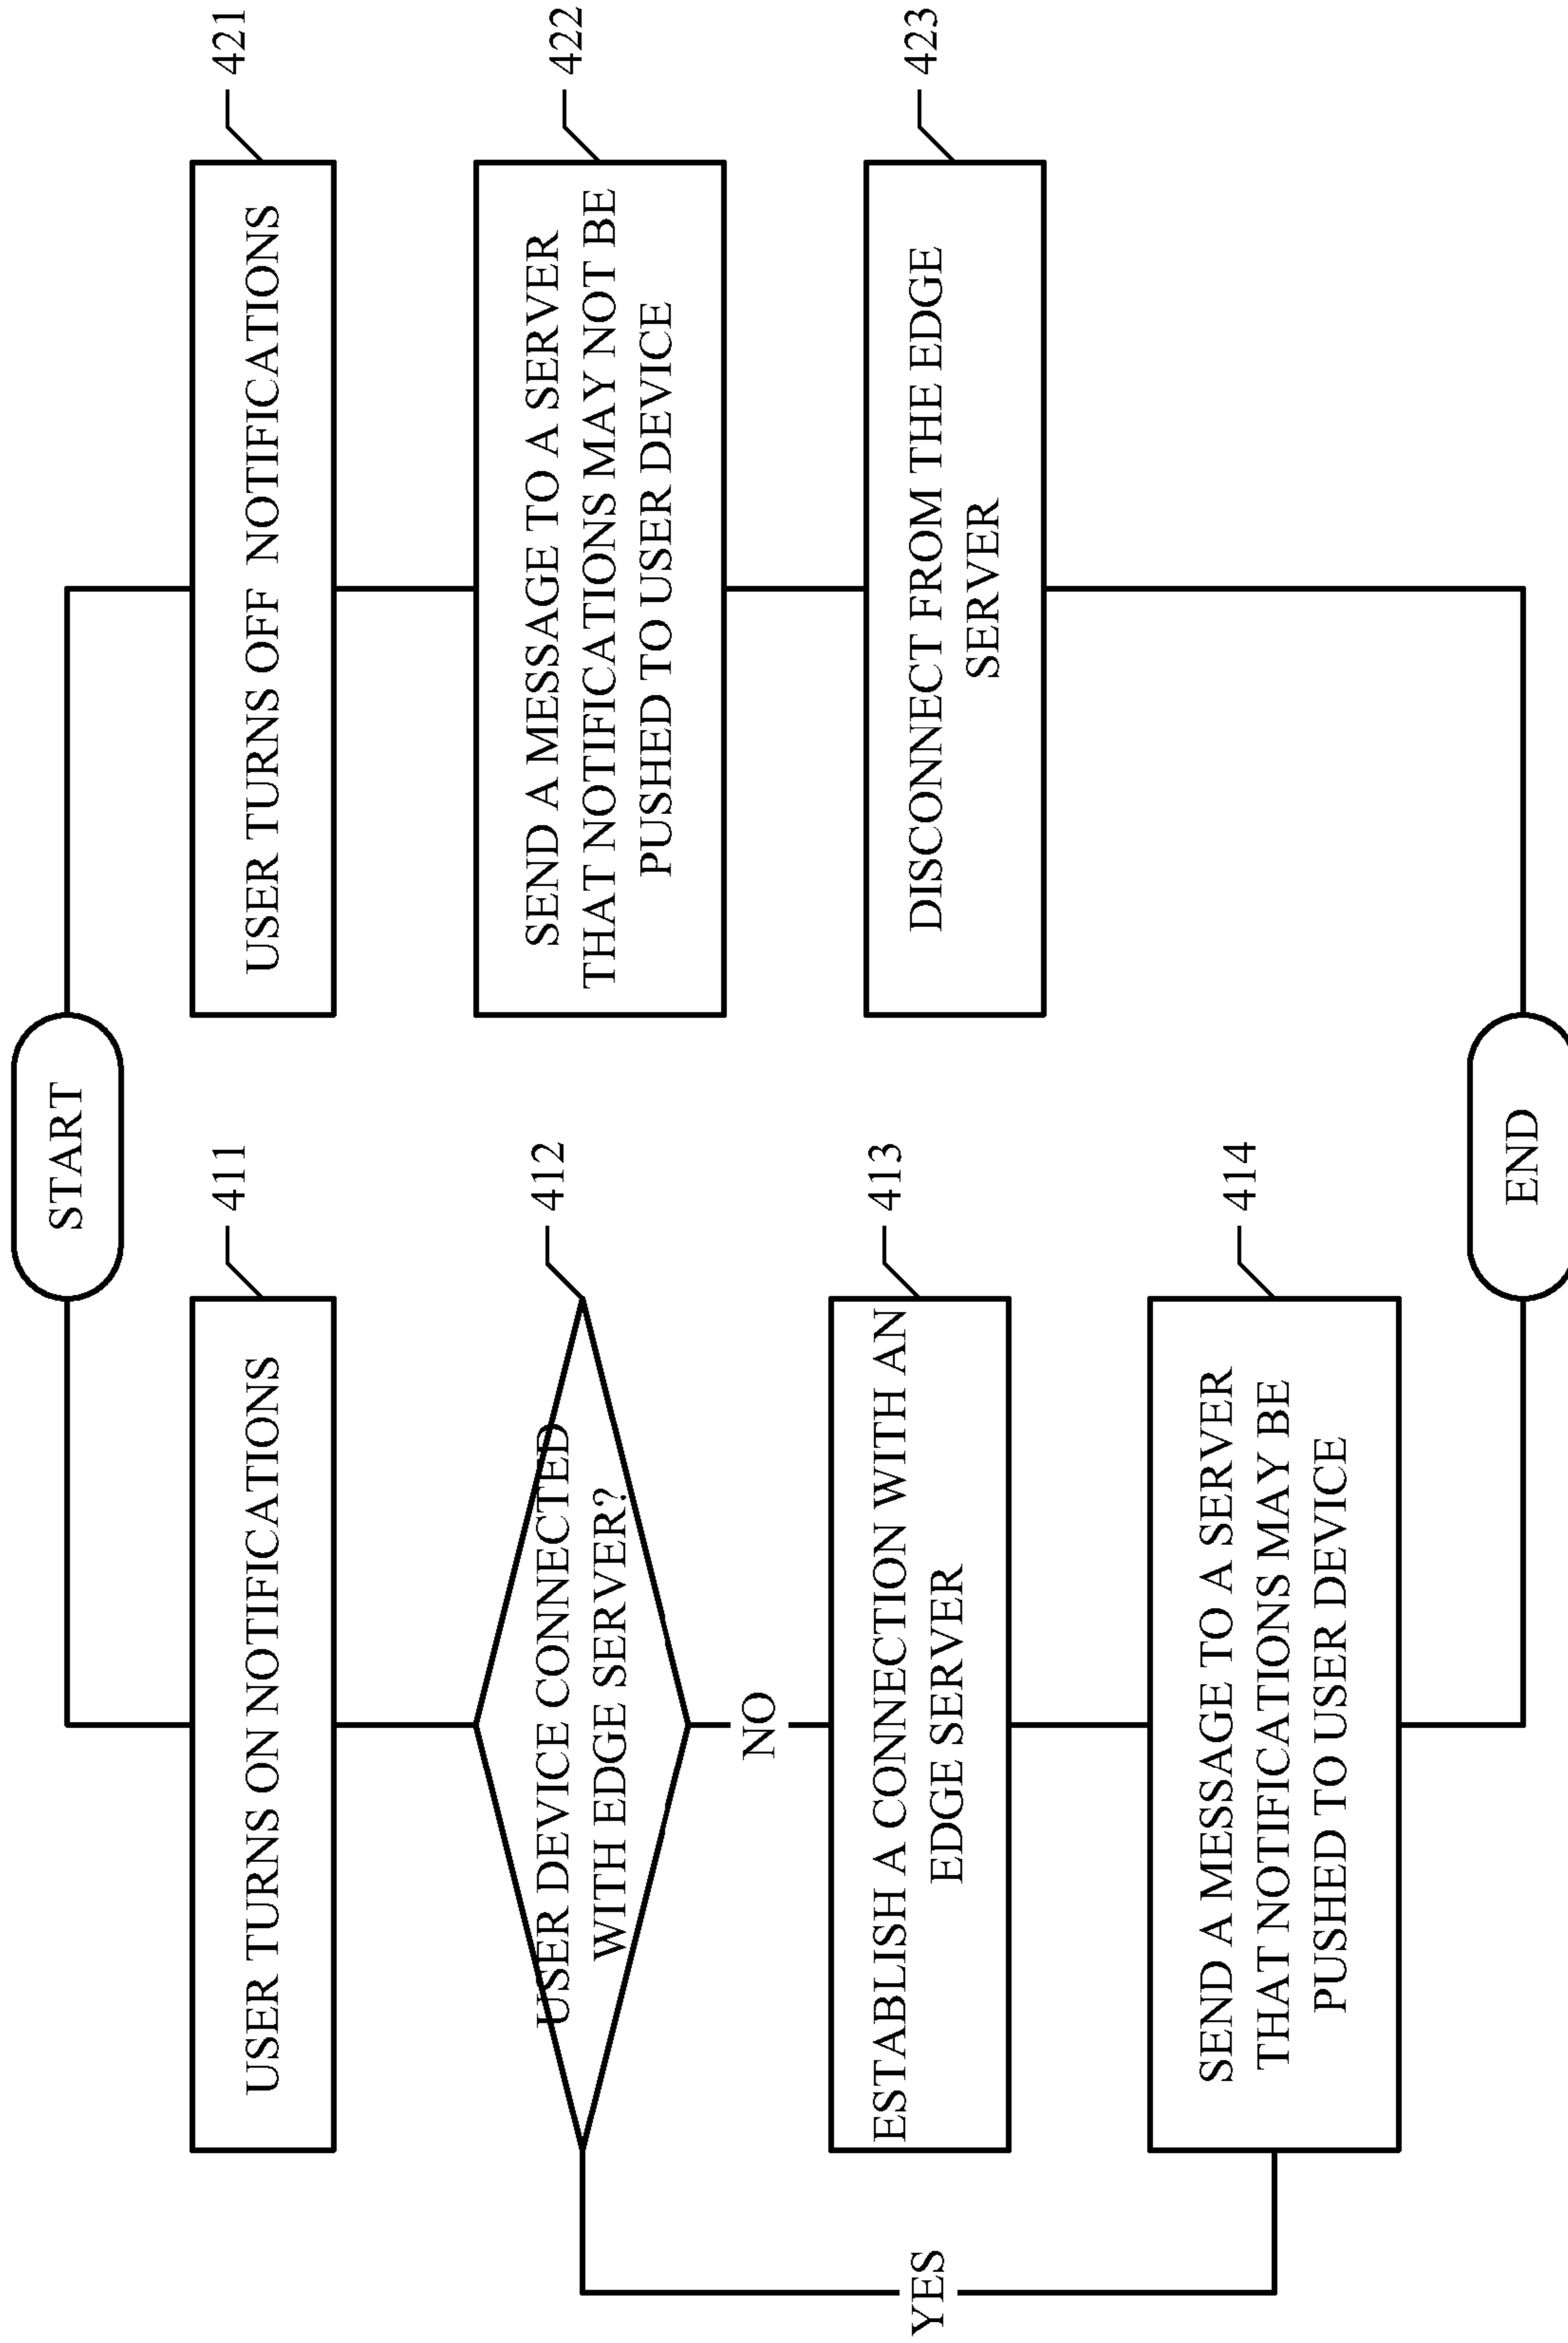 START
USER TURNS ON NOTIFICATIONS
411
USER DEVICE CONNECTED
WITH EDGE SERVER?
412
NO
YES
ESTABLISH A CONNECTION WITH AN
EDGE SERVER
413
SEND A MESSAGE TO A SERVER
THAT NOTIFICATIONS MAY BE
PUSHED TO USER DEVICE
414
USER TURNS OFF NOTIFICATIONS
421
SEND A MESSAGE TO A SERVER
THAT NOTIFICATIONS MAY NOT BE
PUSHED TO USER DEVICE
422
DISCONNECT FROM THE EDGE
SERVER
423
END